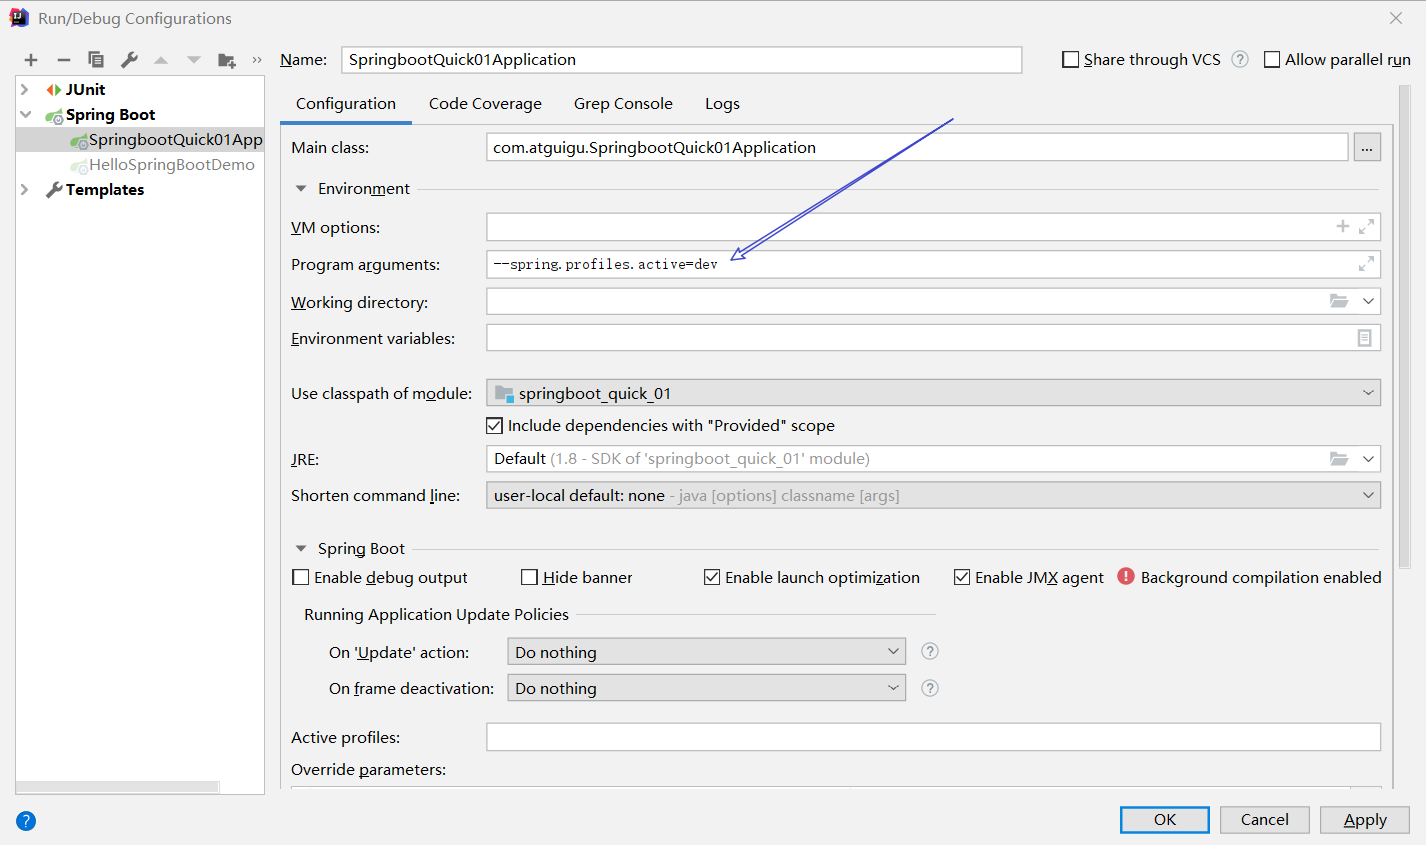 Run/Debug Configurations
Name: SpringbootQuick01Application Share through VCS ? Allow parallel run
JUnit
Spring Boot
SpringbootQuick01App
HelloSpringBootDemo
Templates
Configuration Code Coverage Grep Console Logs
Main class: com.atguigu.SpringbootQuick01Application ...
Environment
VM options:
Program arguments: --spring.profiles.active=dev
Working directory:
Environment variables:
Use classpath of module: springboot_quick_01
Include dependencies with "Provided" scope
JRE: Default (1.8 - SDK of 'springboot_quick_01' module)
Shorten command line: user-local default: none - java [options] classname [args]
Spring Boot
Enable debug output Hide banner Enable launch optimization Enable JMX agent ! Background compilation enabled
Running Application Update Policies
On 'Update' action: Do nothing ?
On frame deactivation: Do nothing ?
Active profiles:
Override parameters:
? OK Cancel Apply